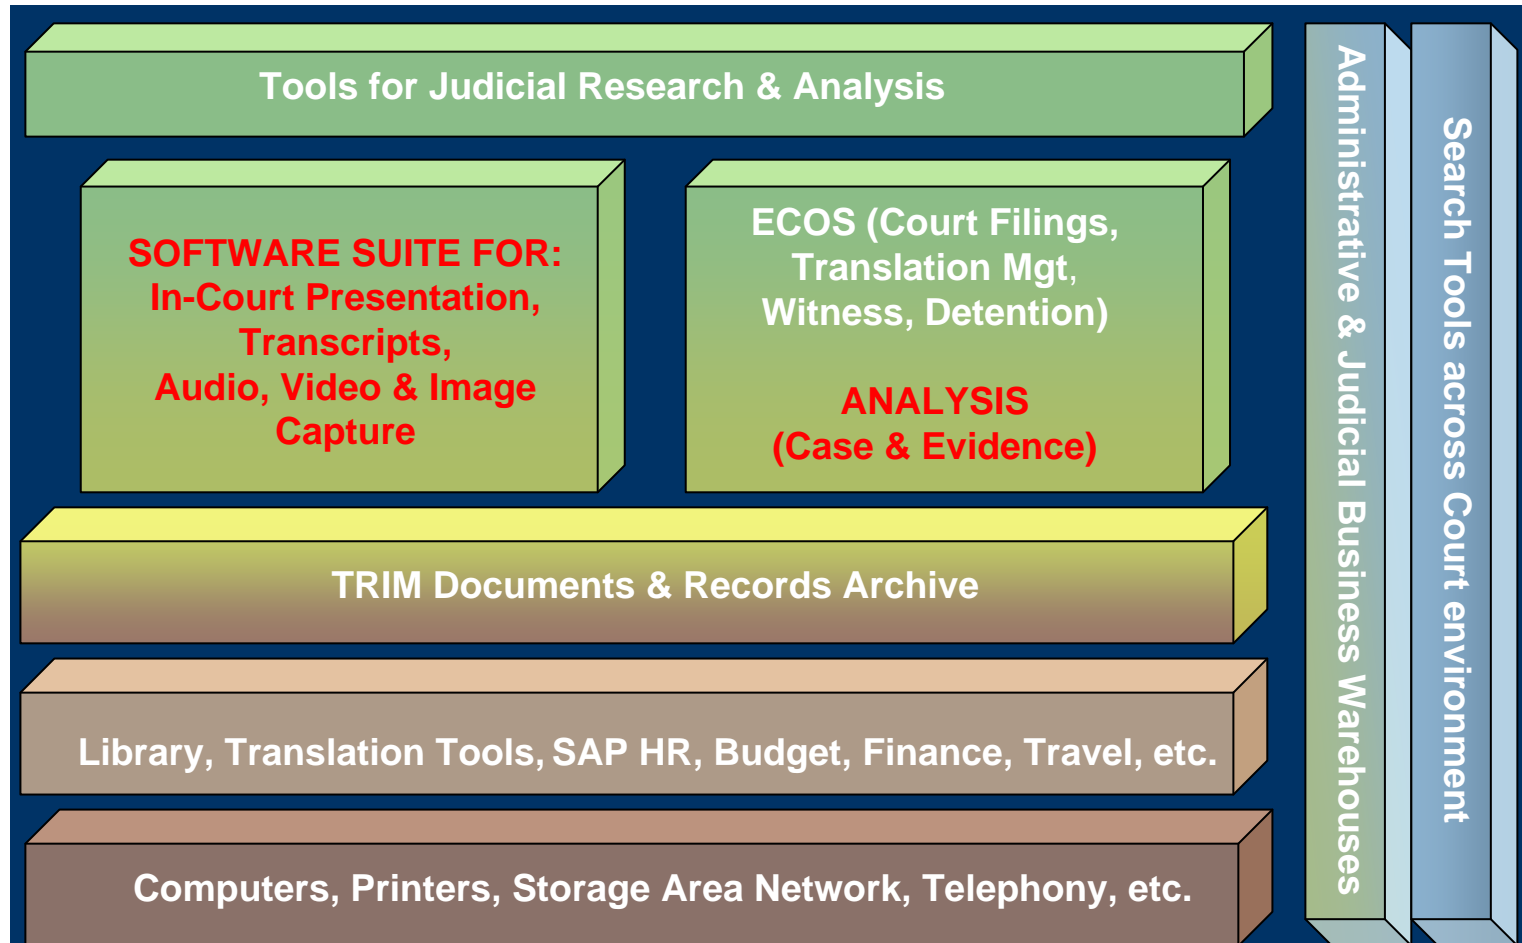 Tools for Judicial Research & Analysis
SOFTWARE SUITE FOR:
In-Court Presentation,
Transcripts,
Audio, Video & Image
Capture
ECOS (Court Filings,
Translation Mgt,
Witness, Detention)
ANALYSIS
(Case & Evidence)
TRIM Documents & Records Archive
Library, Translation Tools, SAP HR, Budget, Finance, Travel, etc.
Computers, Printers, Storage Area Network, Telephony, etc.
Administrative & Judicial Business Warehouses
Search Tools across Court environment